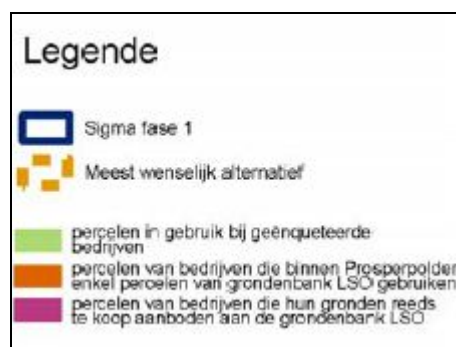 Legende
Sigma fase 1
Meest wenselijk alternatief
percelen in gebruik bij geënqueteerde
bedrijven
percelen van bedrijven die binnen Prosperpolder
enkel percelen van grondenbank LSO gebruiken
percelen van bedrijven die hun gronden reeds
te koop aanboden aan de grondenbank LSO